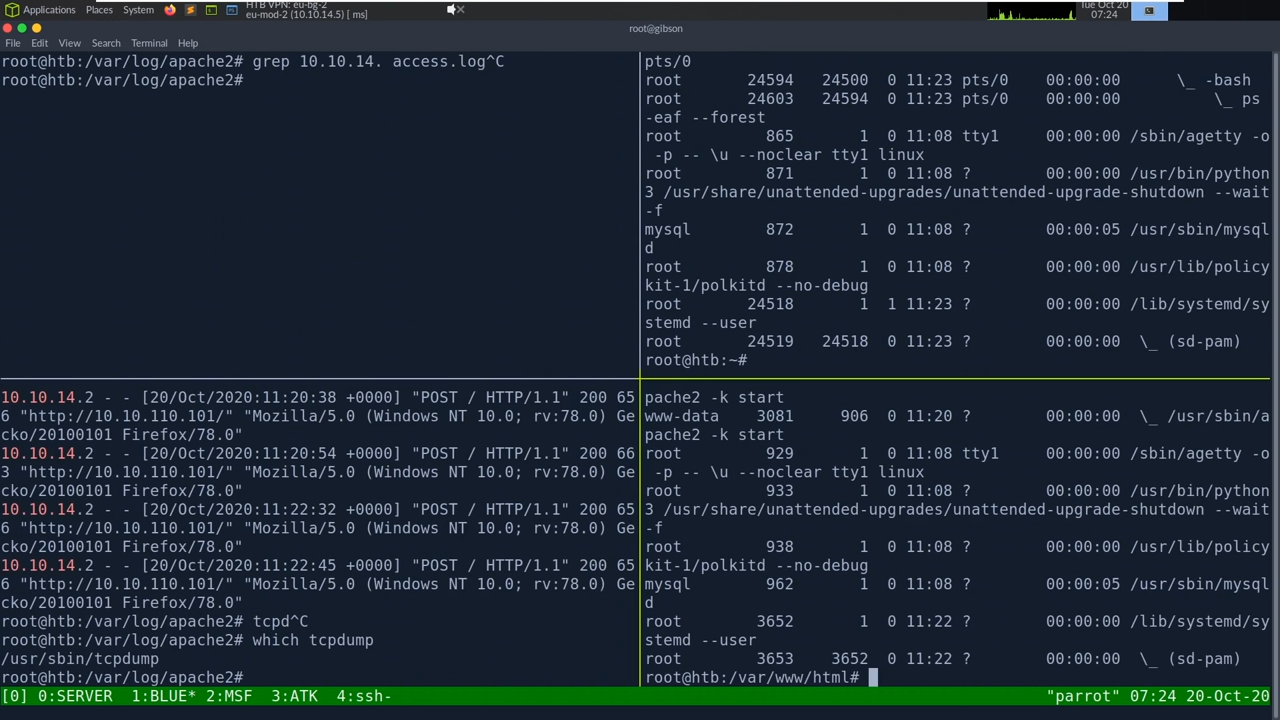 Applications Places System
HTB VPN: eu-bg-2
eu-mod-2 (10.10.14.5) [ ms]
Tue Oct 20
07:24
root@gibson
File Edit View Search Terminal Help
root@htb:/var/log/apache2# grep 10.10.14. access.log^C
root@htb:/var/log/apache2#
pts/0
root 24594 24500 0 11:23 pts/0 00:00:00 \_ -bash
root 24603 24594 0 11:23 pts/0 00:00:00 \_ ps
-eaf --forest
root 865 1 0 11:08 tty1 00:00:00 /sbin/agetty -o
-p -- \u --noclear tty1 linux
root 871 1 0 11:08 ? 00:00:00 /usr/bin/python
3 /usr/share/unattended-upgrades/unattended-upgrade-shutdown --wait
-f
mysql 872 1 0 11:08 ? 00:00:05 /usr/sbin/mysql
d
root 878 1 0 11:08 ? 00:00:00 /usr/lib/policy
kit-1/polkitd --no-debug
root 24518 1 1 11:23 ? 00:00:00 /lib/systemd/sy
stemd --user
root 24519 24518 0 11:23 ? 00:00:00 \_ (sd-pam)
root@htb:~#
10.10.14.2 - - [20/Oct/2020:11:20:38 +0000] "POST / HTTP/1.1" 200 65
6 "http://10.10.110.101/" "Mozilla/5.0 (Windows NT 10.0; rv:78.0) Ge
cko/20100101 Firefox/78.0"
10.10.14.2 - - [20/Oct/2020:11:20:54 +0000] "POST / HTTP/1.1" 200 66
3 "http://10.10.110.101/" "Mozilla/5.0 (Windows NT 10.0; rv:78.0) Ge
cko/20100101 Firefox/78.0"
10.10.14.2 - - [20/Oct/2020:11:22:32 +0000] "POST / HTTP/1.1" 200 65
6 "http://10.10.110.101/" "Mozilla/5.0 (Windows NT 10.0; rv:78.0) Ge
cko/20100101 Firefox/78.0"
10.10.14.2 - - [20/Oct/2020:11:22:45 +0000] "POST / HTTP/1.1" 200 65
6 "http://10.10.110.101/" "Mozilla/5.0 (Windows NT 10.0; rv:78.0) Ge
cko/20100101 Firefox/78.0"
root@htb:/var/log/apache2# tcpd^C
root@htb:/var/log/apache2# which tcpdump
/usr/sbin/tcpdump
root@htb:/var/log/apache2#
pache2 -k start
www-data 3081 906 0 11:20 ? 00:00:00 \_ /usr/sbin/a
pache2 -k start
root 929 1 0 11:08 tty1 00:00:00 /sbin/agetty -o
-p -- \u --noclear tty1 linux
root 933 1 0 11:08 ? 00:00:00 /usr/bin/python
3 /usr/share/unattended-upgrades/unattended-upgrade-shutdown --wait
-f
root 938 1 0 11:08 ? 00:00:00 /usr/lib/policy
kit-1/polkitd --no-debug
mysql 962 1 0 11:08 ? 00:00:05 /usr/sbin/mysql
d
root 3652 1 0 11:22 ? 00:00:00 /lib/systemd/sy
stemd --user
root 3653 3652 0 11:22 ? 00:00:00 \_ (sd-pam)
root@htb:/var/www/html#
[0] 0:SERVER 1:BLUE* 2:MSF 3:ATK 4:ssh- "parrot" 07:24 20-Oct-20